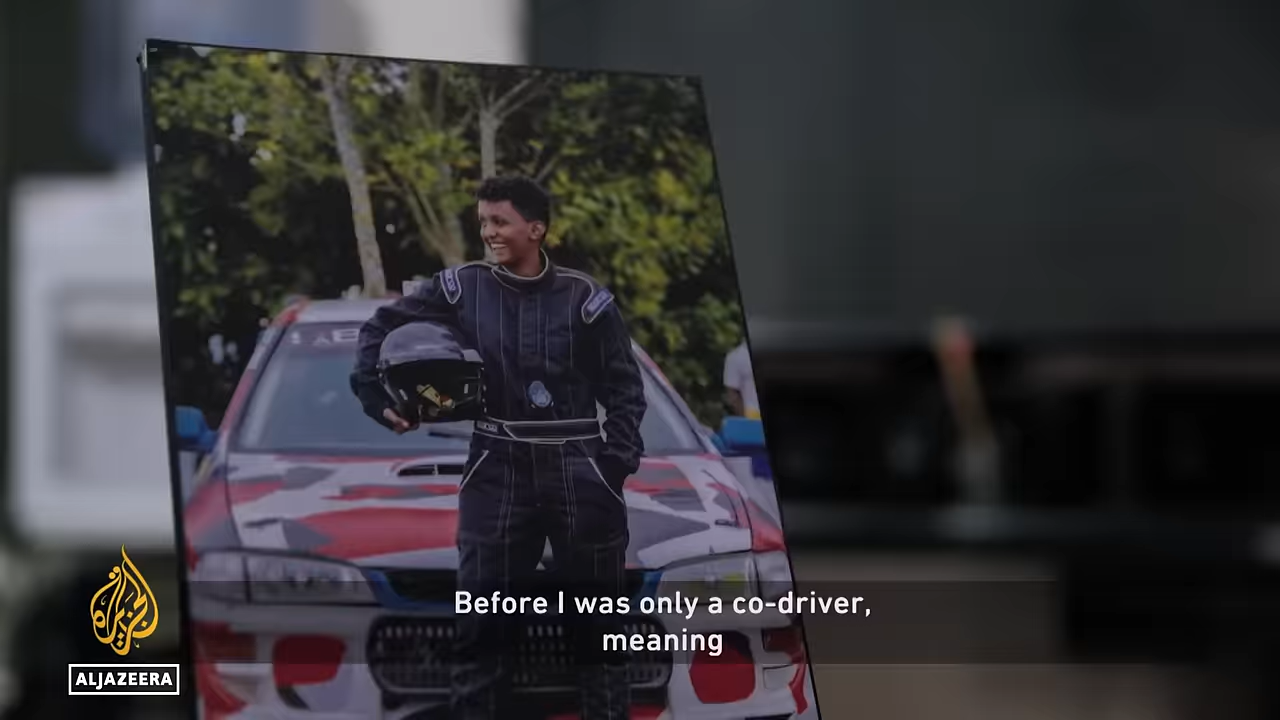 Before I was only a co-driver,
meaning
الجزيرة
ALJAZEERA